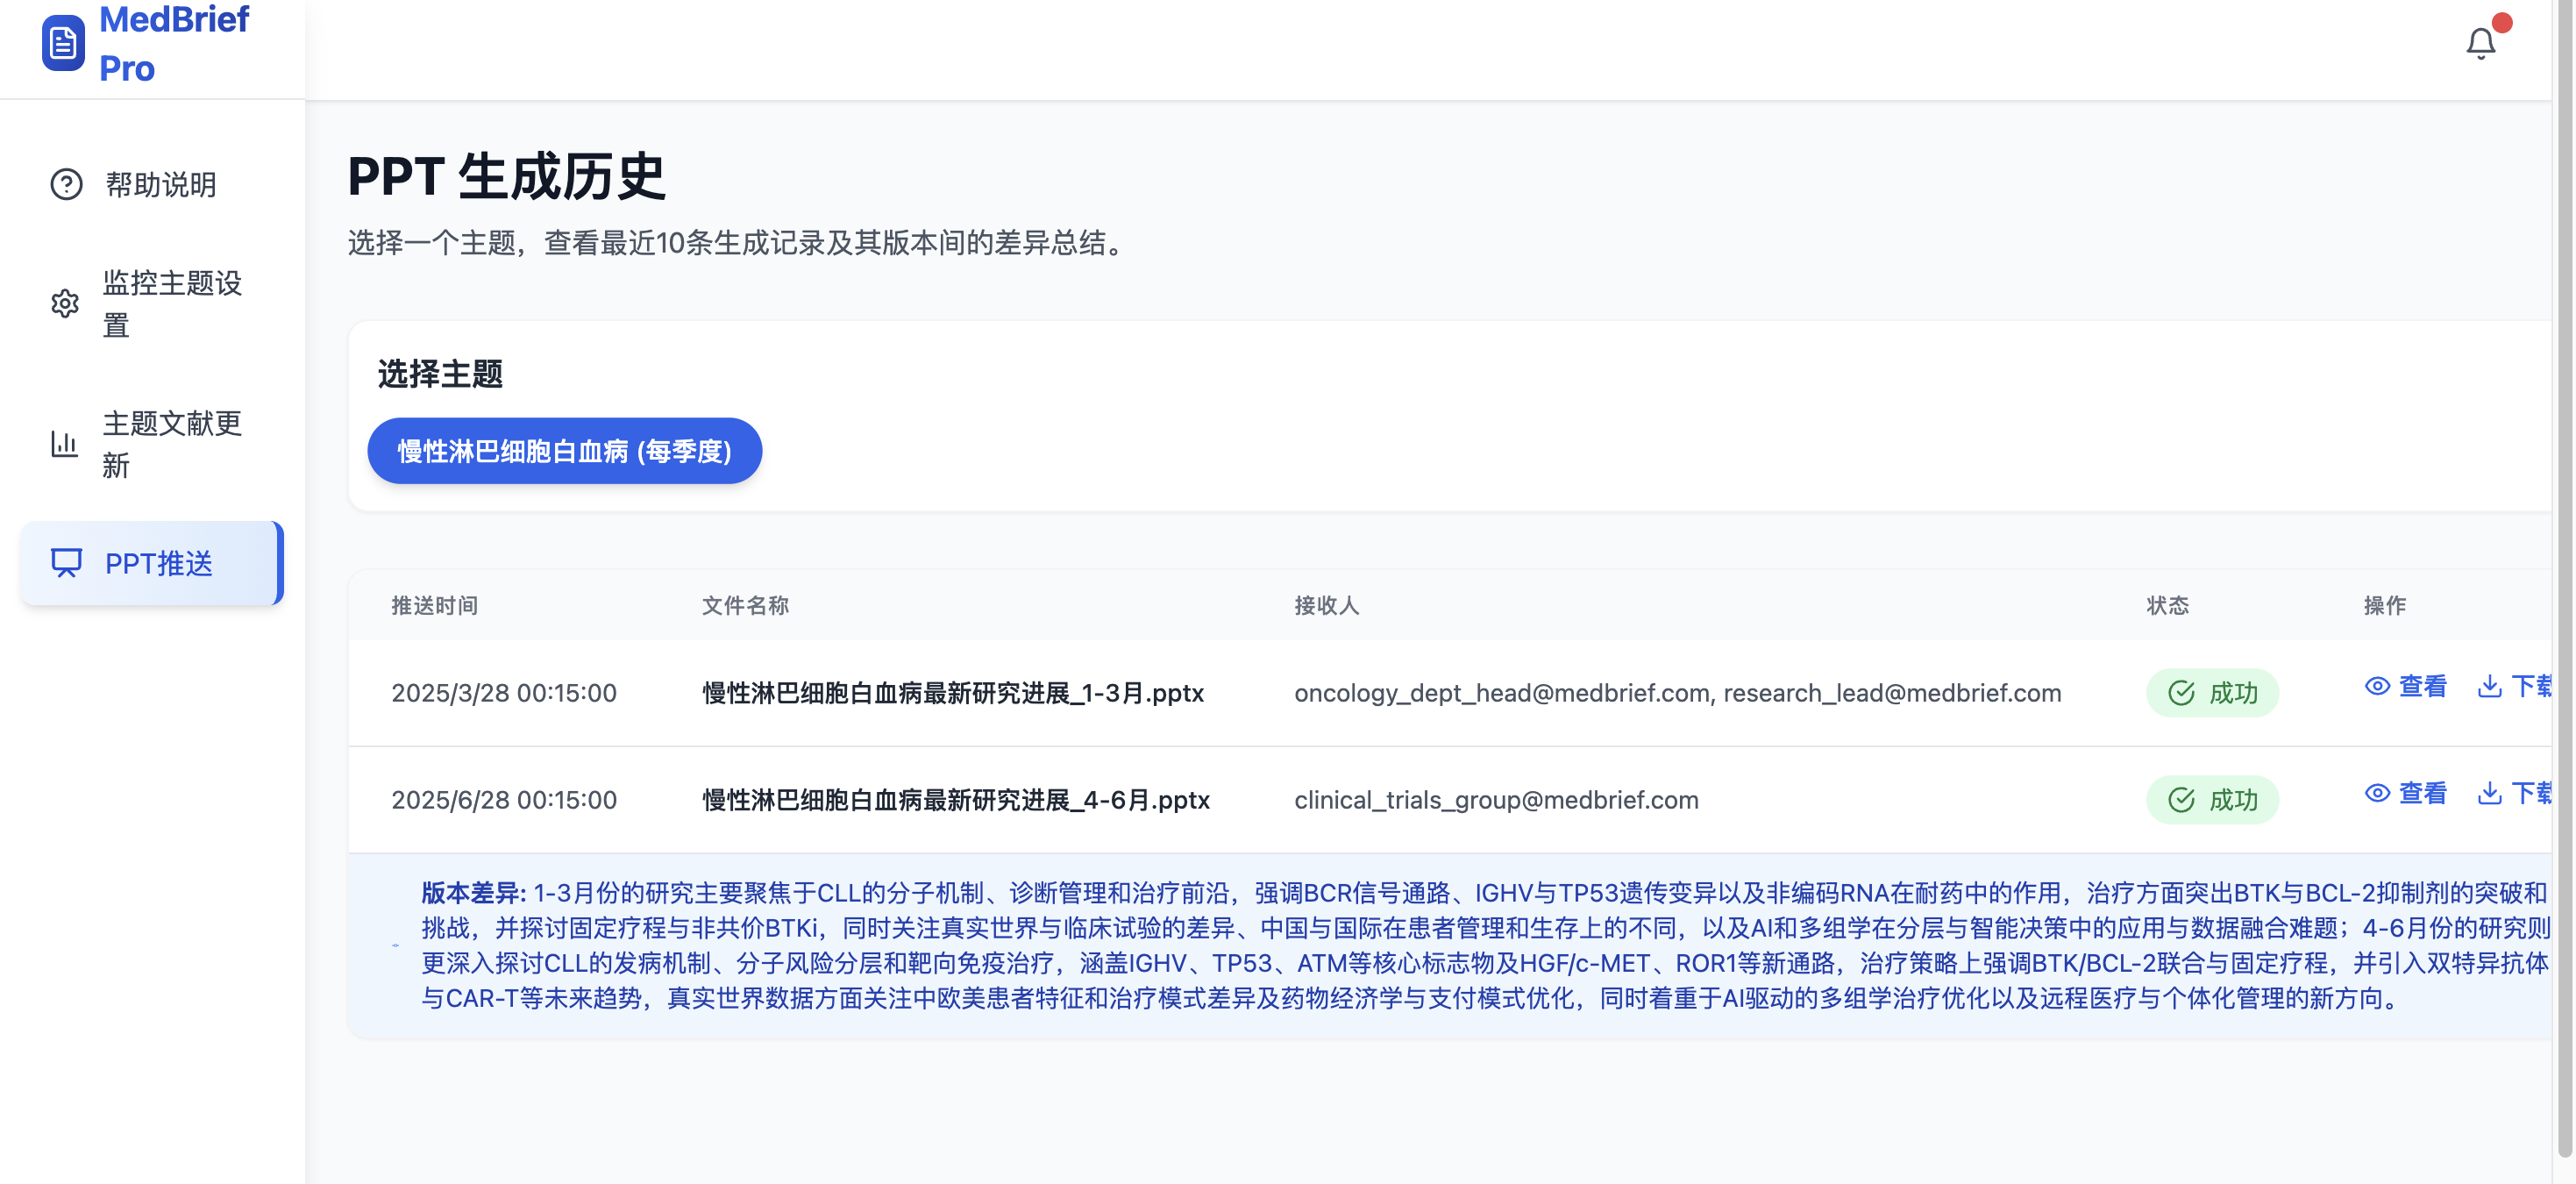 MedBrief
Pro
帮助说明
监控主题设
置
主题文献更
新
PPT推送
PPT 生成历史
选择一个主题，查看最近10条生成记录及其版本间的差异总结。
选择主题
慢性淋巴细胞白血病 (每季度)
推送时间 文件名称 接收人 状态 操作
2025/3/28 00:15:00 慢性淋巴细胞白血病最新研究进展_1-3月.pptx oncology_dept_head@medbrief.com, research_lead@medbrief.com 成功 查看 下载
2025/6/28 00:15:00 慢性淋巴细胞白血病最新研究进展_4-6月.pptx clinical_trials_group@medbrief.com 成功 查看 下载
版本差异: 1-3月份的研究主要聚焦于CLL的分子机制、诊断管理和治疗前沿，强调BCR信号通路、IGHV与TP53遗传变异以及非编码RNA在耐药中的作用，治疗方面突出BTK与BCL-2抑制剂的突破和
挑战，并探讨固定疗程与非共价BTKi，同时关注真实世界与临床试验的差异、中国与国际在患者管理和生存上的不同，以及AI和多组学在分层与智能决策中的应用与数据融合难题；4-6月份的研究则
更深入探讨CLL的发病机制、分子风险分层和靶向免疫治疗，涵盖IGHV、TP53、ATM等核心标志物及HGF/c-MET、ROR1等新通路，治疗策略上强调BTK/BCL-2联合与固定疗程，并引入双特异抗体
与CAR-T等未来趋势，真实世界数据方面关注中欧美患者特征和治疗模式差异及药物经济学与支付模式优化，同时着重于AI驱动的多组学治疗优化以及远程医疗与个体化管理的新方向。